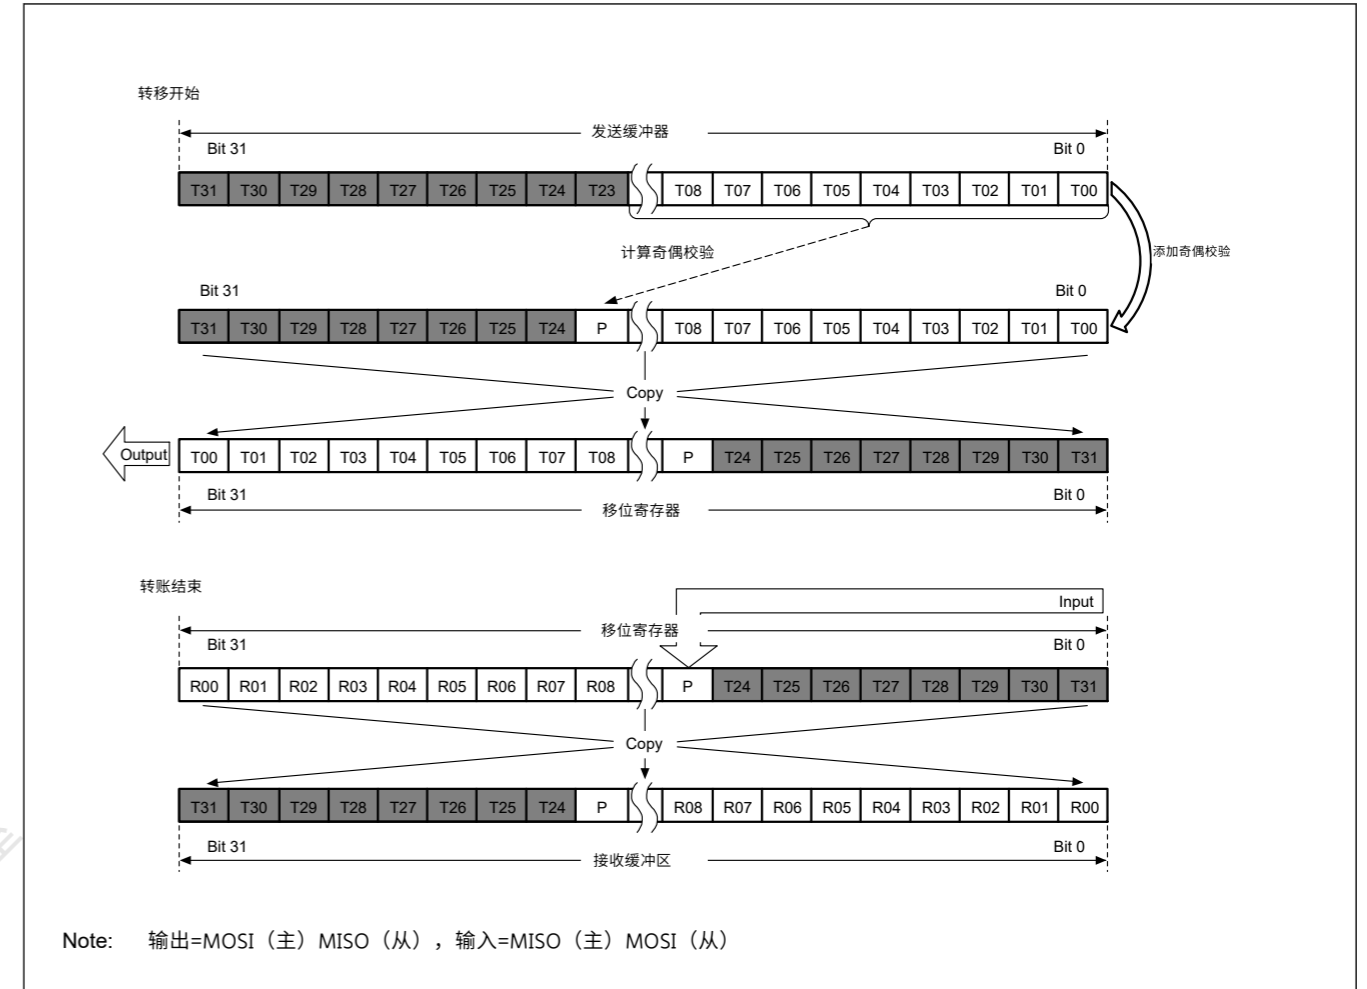 转移开始
发送缓冲器
Bit 31 Bit 0
T31 T30 T29 T28 T27 T26 T25 T24 T23 T08 T07 T06 T05 T04 T03 T02 T01 T00
计算奇偶校验
添加奇偶校验
Bit 31 Bit 0
T31 T30 T29 T28 T27 T26 T25 T24 P T08 T07 T06 T05 T04 T03 T02 T01 T00
Copy
Output
T00 T01 T02 T03 T04 T05 T06 T07 T08 P T24 T25 T26 T27 T28 T29 T30 T31
Bit 31 Bit 0
移位寄存器
转账结束
Input
移位寄存器
Bit 31 Bit 0
R00 R01 R02 R03 R04 R05 R06 R07 R08 P T24 T25 T26 T27 T28 T29 T30 T31
Copy
T31 T30 T29 T28 T27 T26 T25 T24 P R08 R07 R06 R05 R04 R03 R02 R01 R00
Bit 31 Bit 0
接收缓冲区
Note: 输出=MOSI（主）MISO（从），输入=MISO（主）MOSI（从）